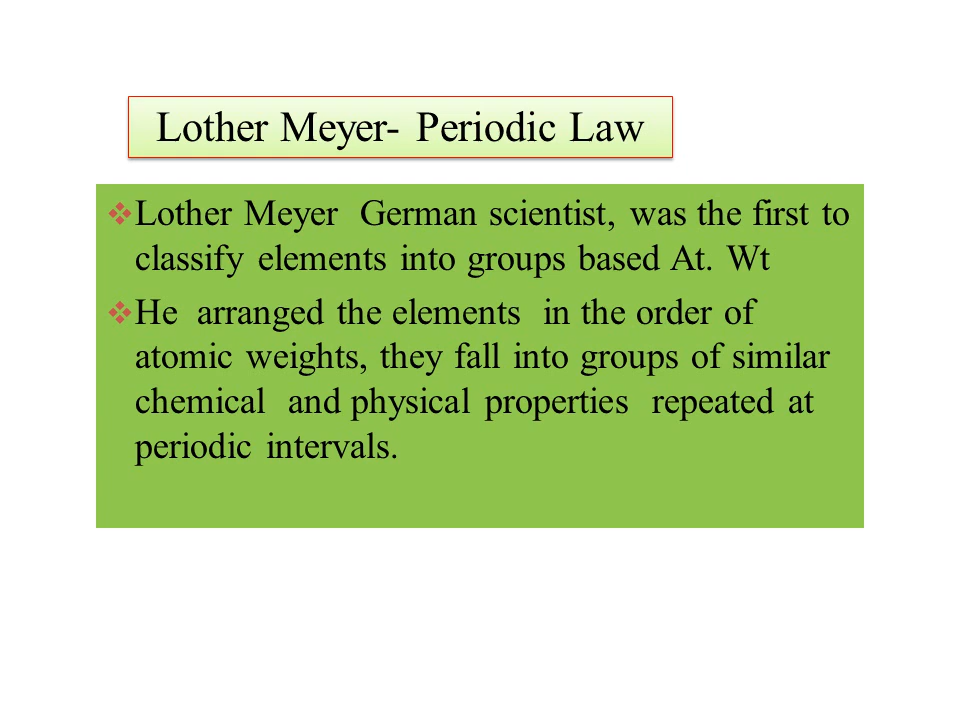 Lother Meyer- Periodic Law
Lother Meyer  German scientist, was the first to
classify elements into groups based At. Wt
He  arranged the elements  in the order of
atomic weights, they fall into groups of similar
chemical  and physical properties  repeated at
periodic intervals.